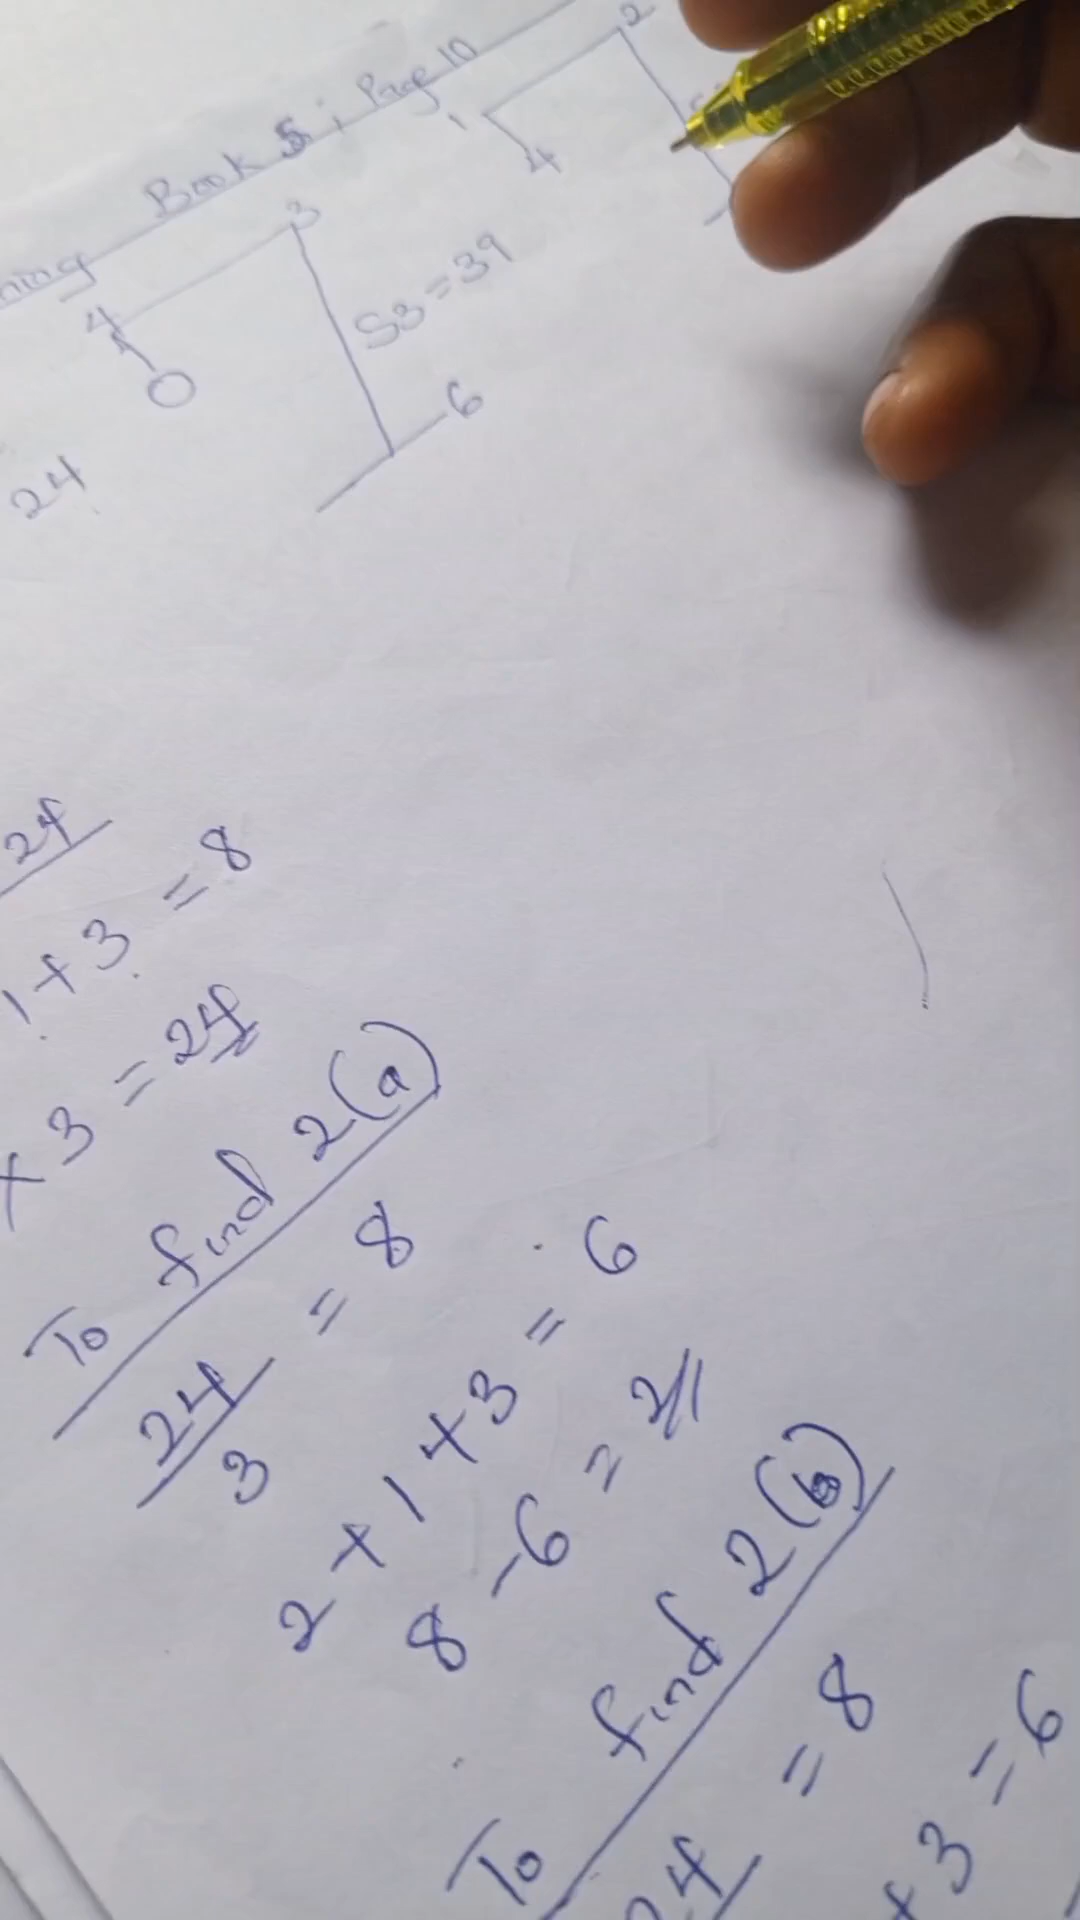 Book 5; Page 10
2
1
4
3
4
S3 = 39
6
24
24
1 + 3 = 8
× 3 = 24
To find 2(a)
24 = 8
3
2 + 1 + 3 = 6
8 - 6 = 2
To find 2(b)
24 = 8
+ 3 = 6